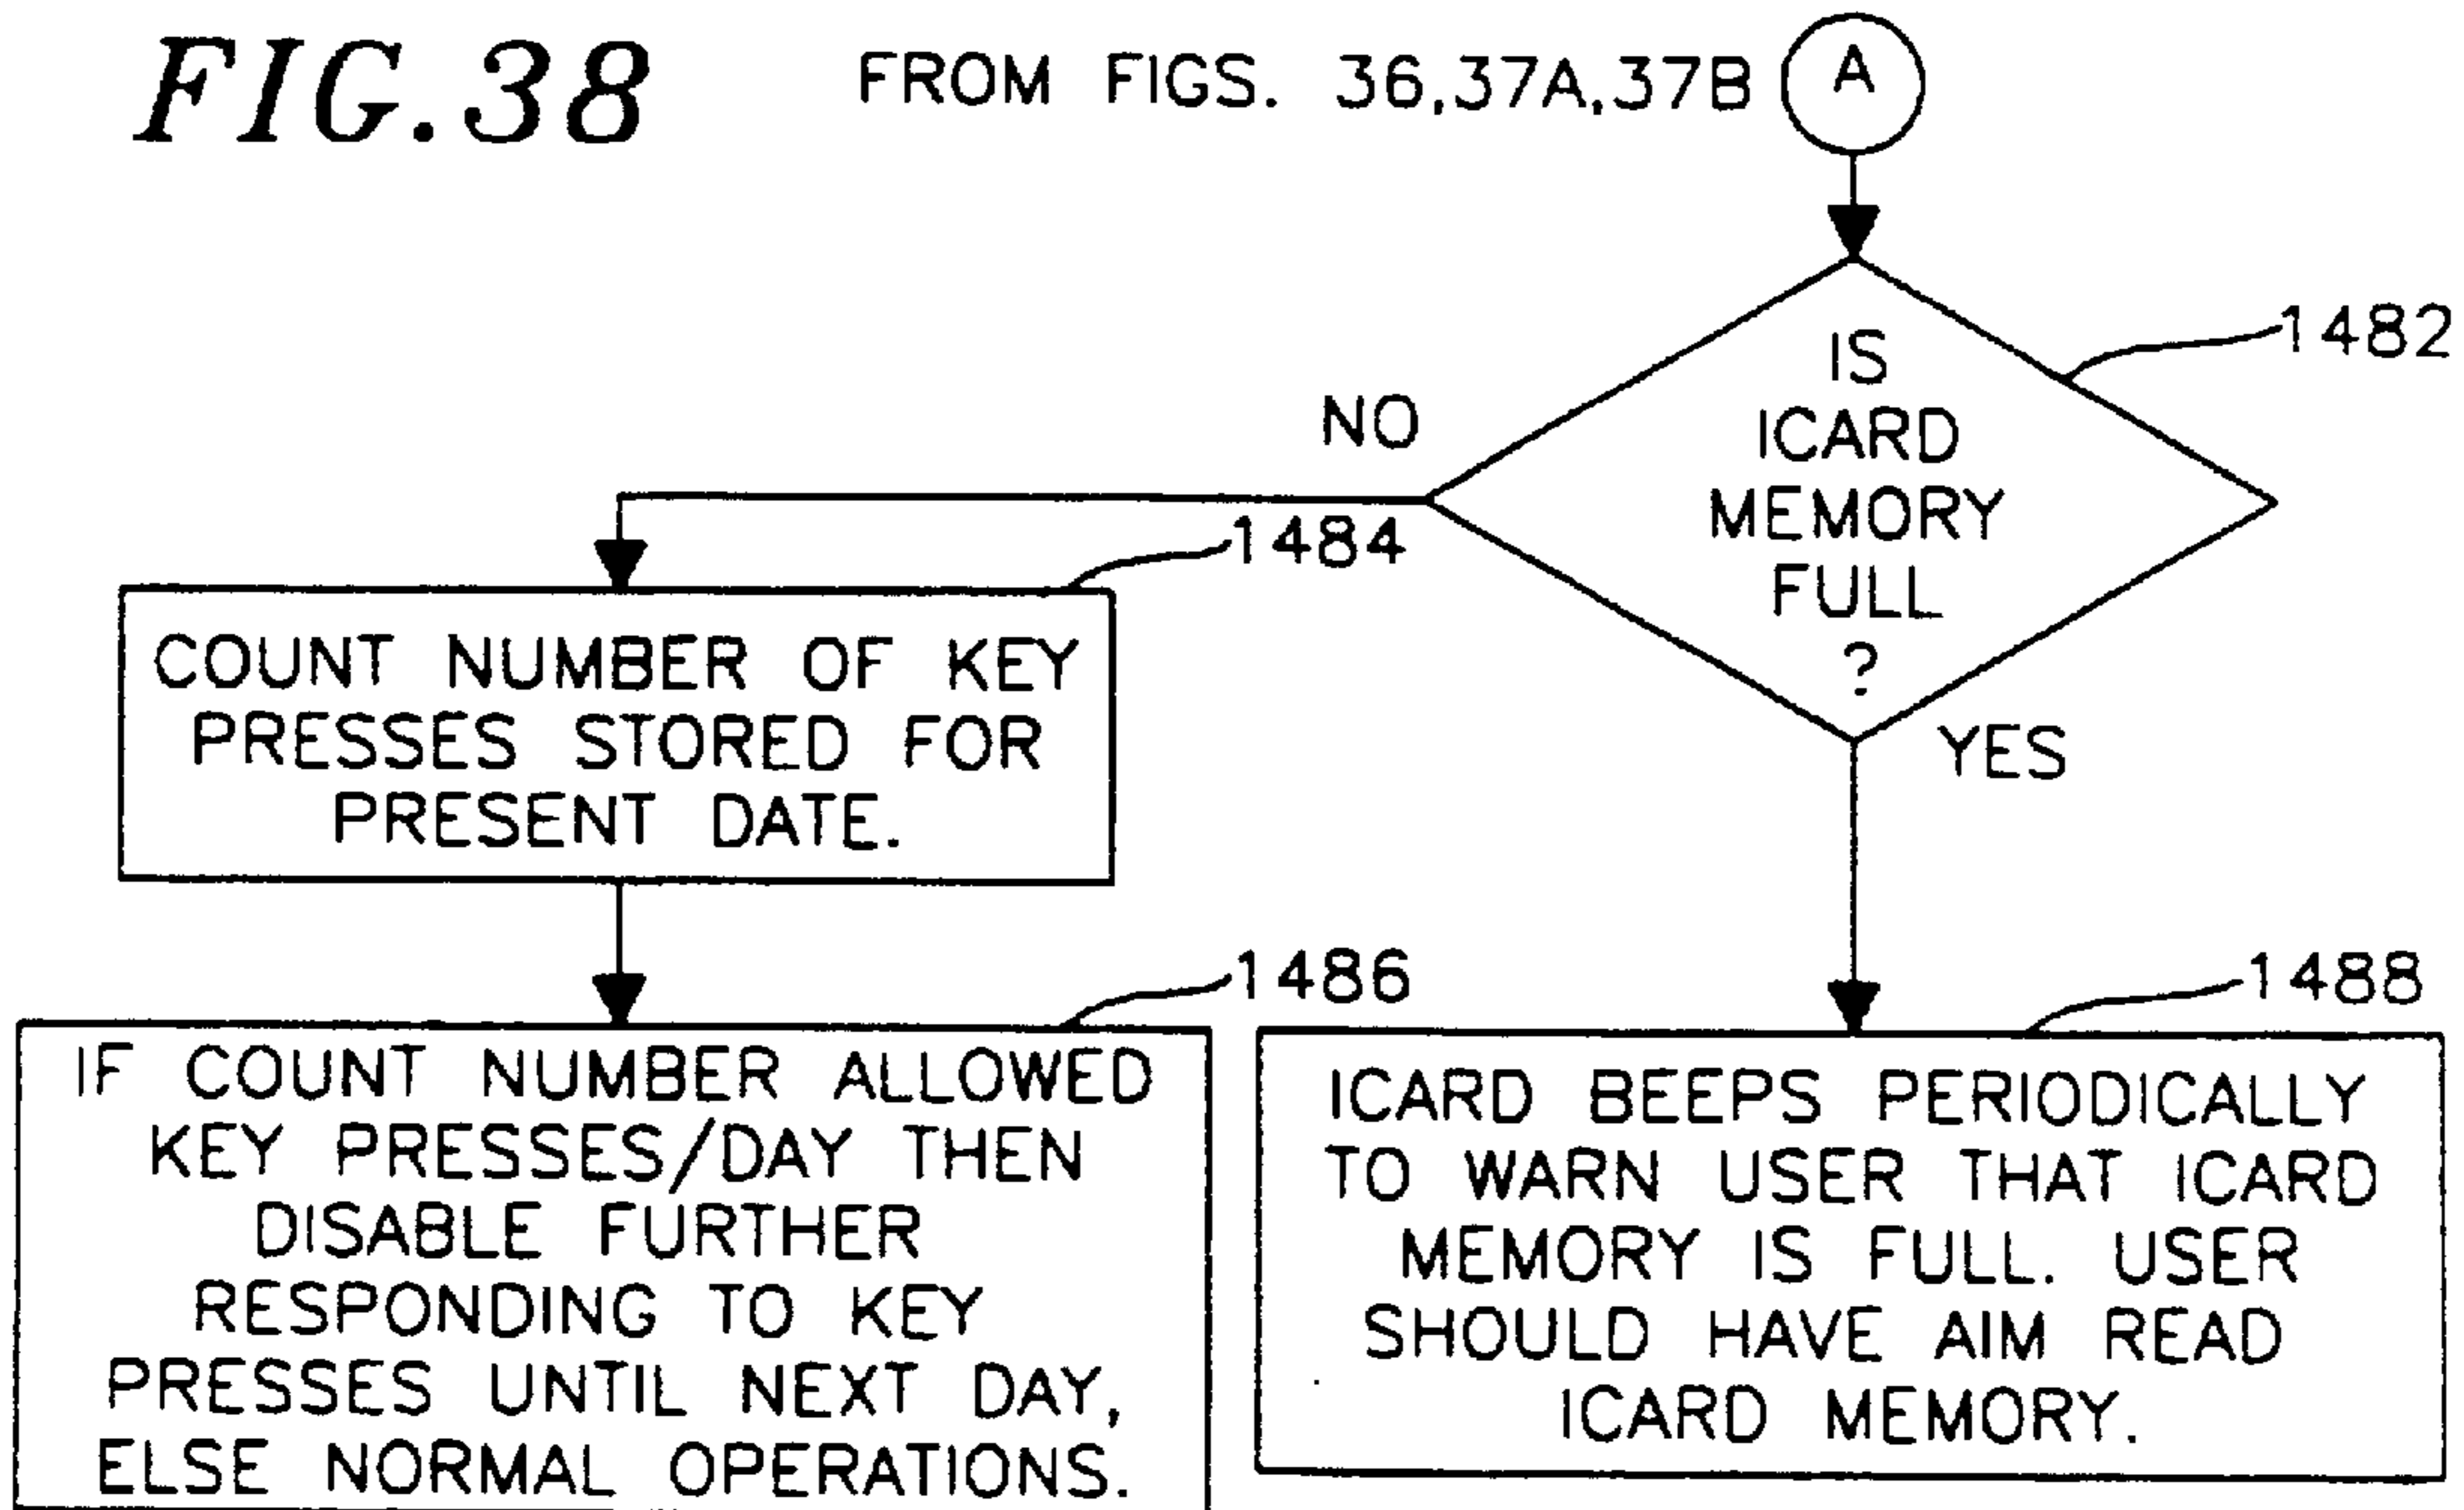 FIG.38
FROM FIGS. 36,37A,37B
A
IS
ICARD
MEMORY
FULL
?
1482
NO
YES
1484
COUNT NUMBER OF KEY
PRESSES STORED FOR
PRESENT DATE.
1486
IF COUNT NUMBER ALLOWED
KEY PRESSES/DAY THEN
DISABLE FURTHER
RESPONDING TO KEY
PRESSES UNTIL NEXT DAY,
ELSE NORMAL OPERATIONS.
1488
ICARD BEEPS PERIODICALLY
TO WARN USER THAT ICARD
MEMORY IS FULL. USER
SHOULD HAVE AIM READ
ICARD MEMORY.